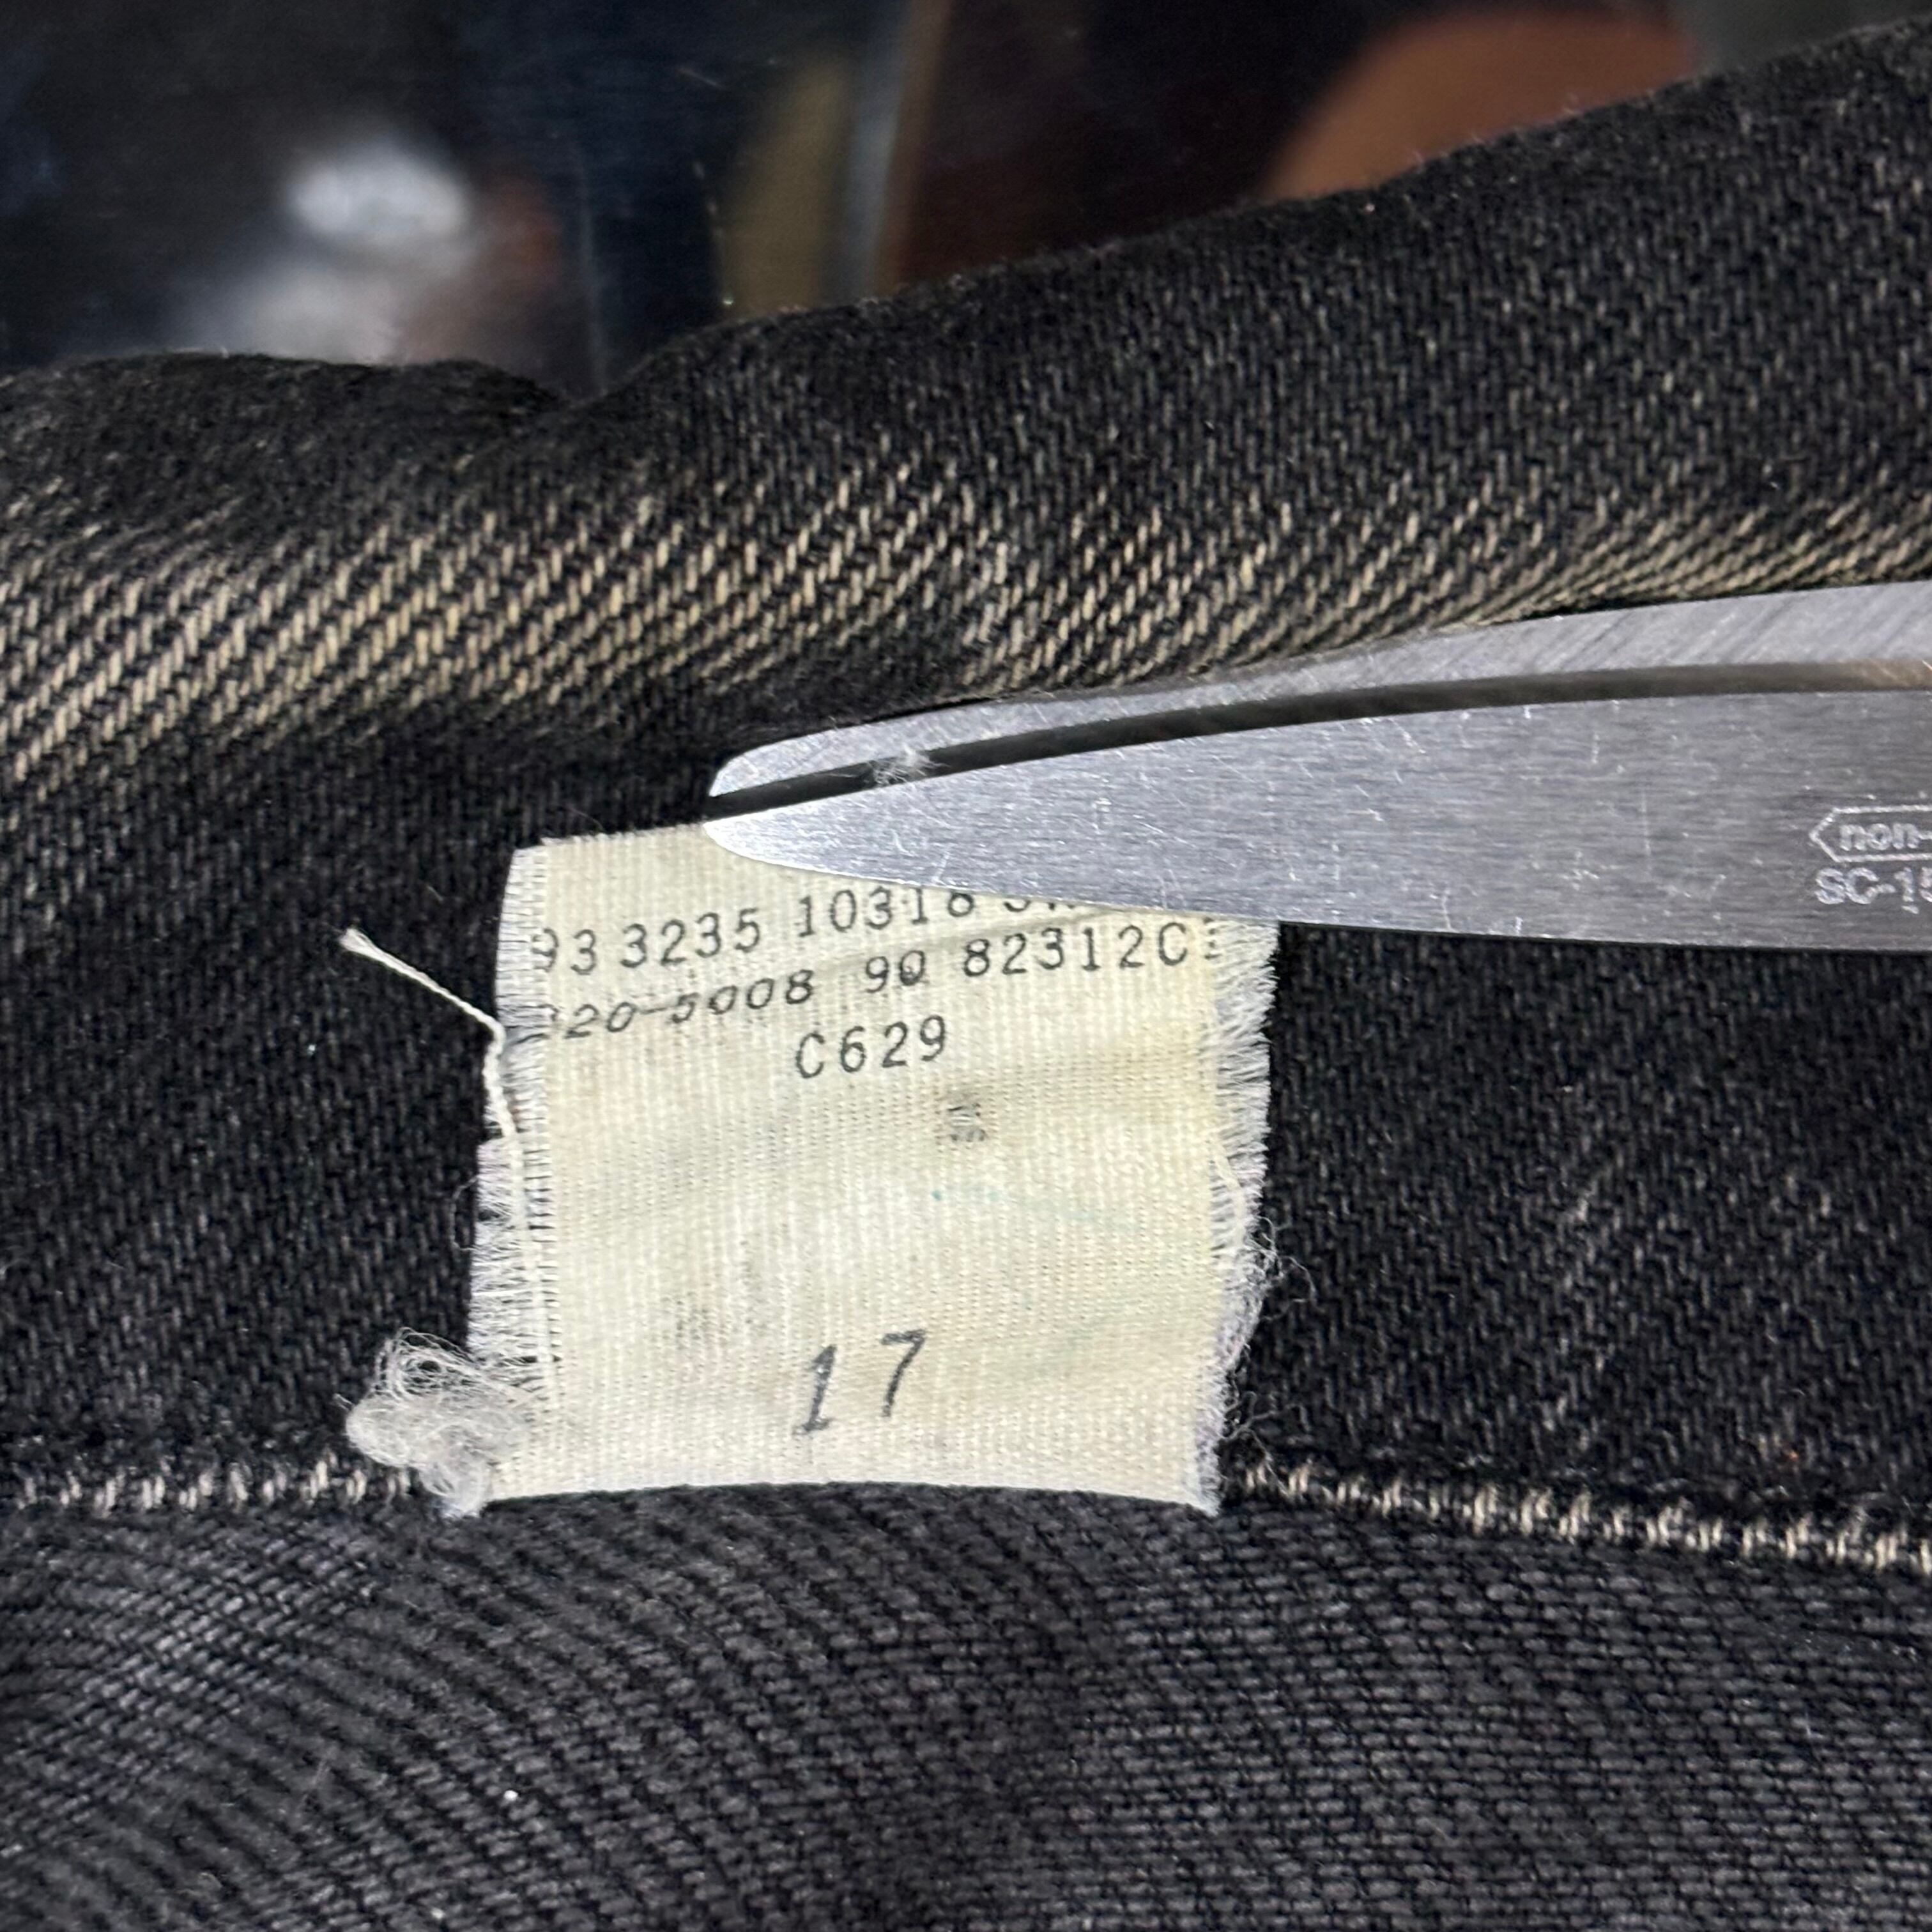 93 3235 10318
20-5008 90 82312C
C629
17
non-
SC-1